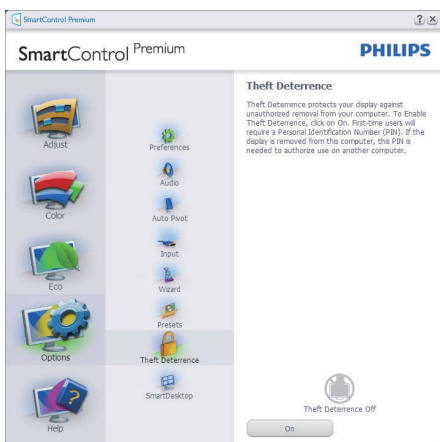 SmartControl Premium
SmartControl Premium
PHILIPS
Adjust
Color
Eco
Options
Help
Preferences
Audio
Auto Pivot
Input
Wizard
Presets
Theft Deterrence
SmartDesktop
Theft Deterrence
Theft Deterrence protects your display against
unauthorized removal from your computer. To Enable
Theft Deterrence, click on On. First-time users will
require a Personal Identification Number (PIN). If the
display is removed from this computer, this PIN is
needed to authorize use on another computer.
Theft Deterrence Off
On